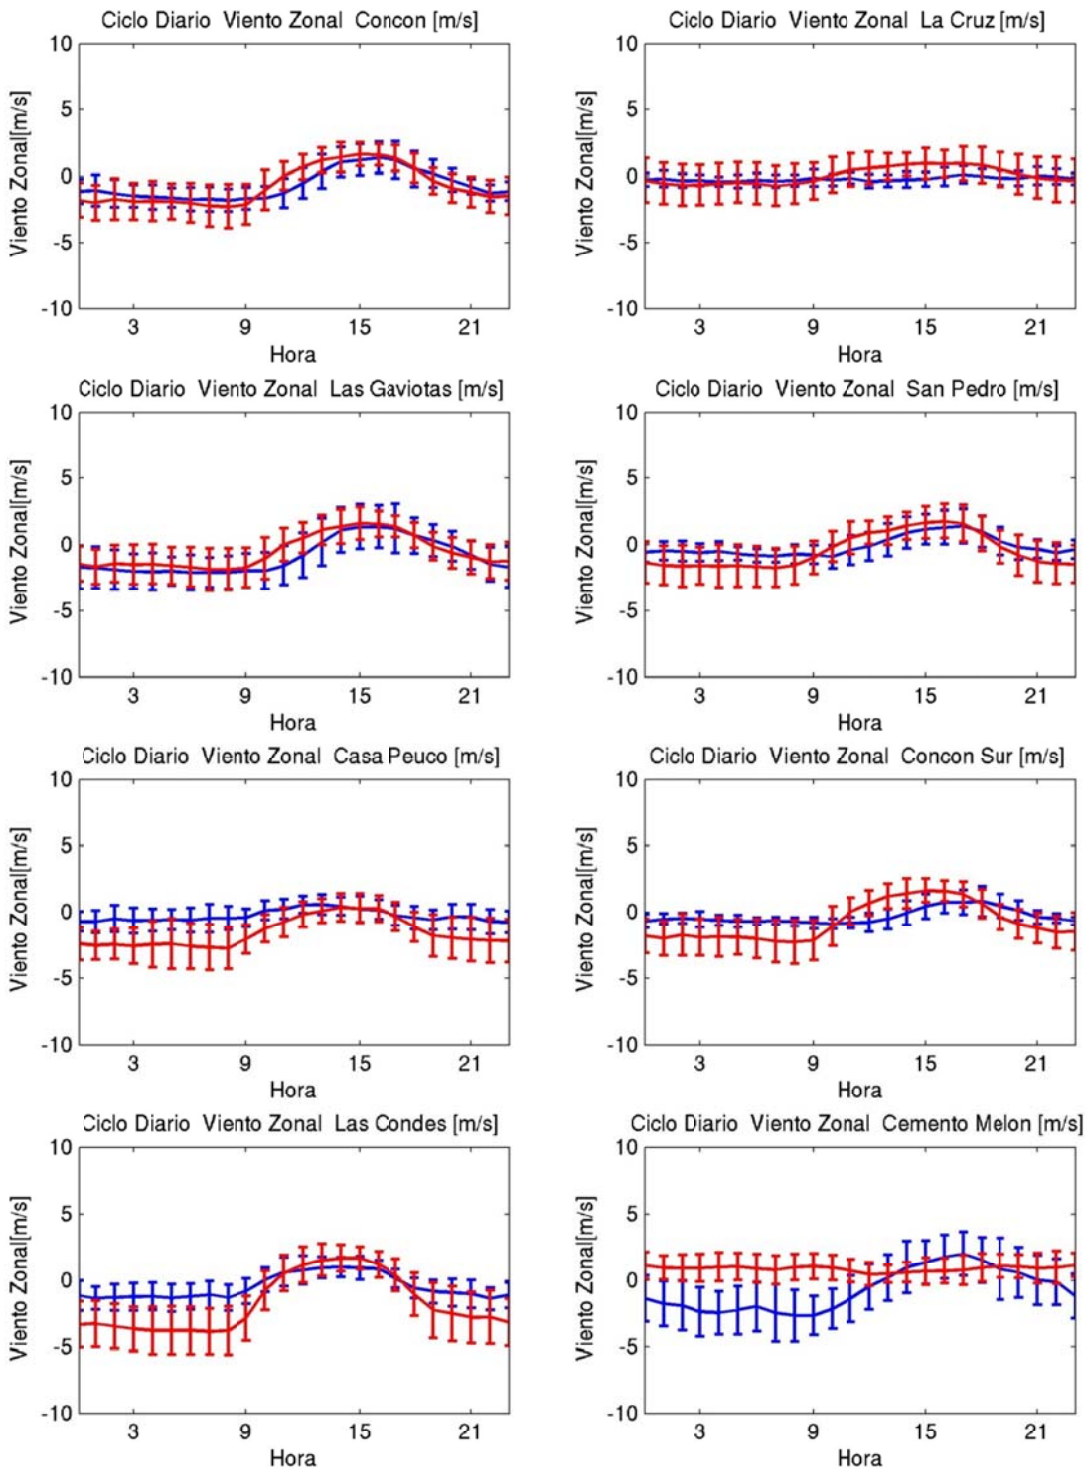 Ciclo Diario Viento Zonal Concon [m/s]
10
5
0
-5
-10
Viento Zonal[m/s]
3 9 15 21
Hora
Ciclo Diario Viento Zonal La Cruz [m/s]
10
5
0
-5
-10
Viento Zonal[m/s]
3 9 15 21
Hora
Ciclo Diario Viento Zonal Las Gaviotas [m/s]
10
5
0
-5
-10
Viento Zonal[m/s]
3 9 15 21
Hora
Ciclo Diario Viento Zonal San Pedro [m/s]
10
5
0
-5
-10
Viento Zonal[m/s]
3 9 15 21
Hora
Ciclo Diario Viento Zonal Casa Peuco [m/s]
10
5
0
-5
-10
Viento Zonal[m/s]
3 9 15 21
Hora
Ciclo Diario Viento Zonal Concon Sur [m/s]
10
5
0
-5
-10
Viento Zonal[m/s]
3 9 15 21
Hora
Ciclo Diario Viento Zonal Las Condes [m/s]
10
5
0
-5
-10
Viento Zonal[m/s]
3 9 15 21
Hora
Ciclo Diario Viento Zonal Cemento Melon [m/s]
10
5
0
-5
-10
Viento Zonal[m/s]
3 9 15 21
Hora